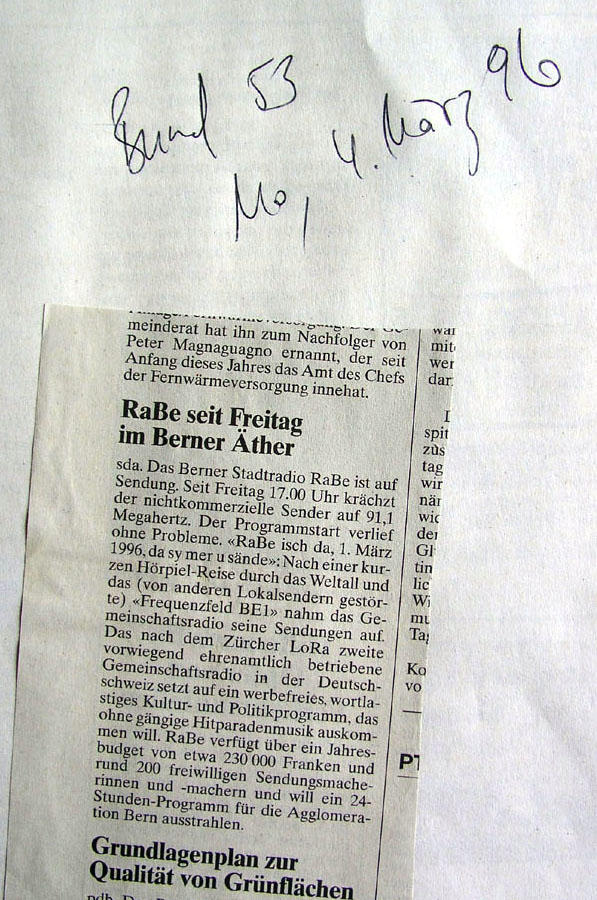 Bund 53
Mo, 4. März 96
meinderat hat ihn zum Nachfolger von
Peter Magnaguagno ernannt, der seit
Anfang dieses Jahres das Amt des Chefs
der Fernwärmeversorgung innehat.
RaBe seit Freitag
im Berner Äther
sda. Das Berner Stadtradio RaBe ist auf
Sendung. Seit Freitag 17.00 Uhr krächzt
der nichtkommerzielle Sender auf 91,1
Megahertz. Der Programmstart verlief
ohne Probleme. «RaBe isch da, 1. März
1996, da sy mer u sände»: Nach einer kur-
zen Hörpiel-Reise durch das Weltall und
das (von anderen Lokalsendern gestör-
te) «Frequenzfeld BE1» nahm das Ge-
meinschaftsradio seine Sendungen auf.
Das nach dem Zürcher LoRa zweite
vorwiegend ehrenamtlich betriebene
Gemeinschaftsradio in der Deutsch-
schweiz setzt auf ein werbefreies, wortla-
stiges Kultur- und Politikprogramm, das
ohne gängige Hitparadenmusik auskom-
men will. RaBe verfügt über ein Jahres-
budget von etwa 230 000 Franken und
rund 200 freiwilligen Sendungsmache-
rinnen und -machern und will ein 24-
Stunden-Programm für die Agglomera-
tion Bern ausstrahlen.
Grundlagenplan zur
Qualität von Grünflächen